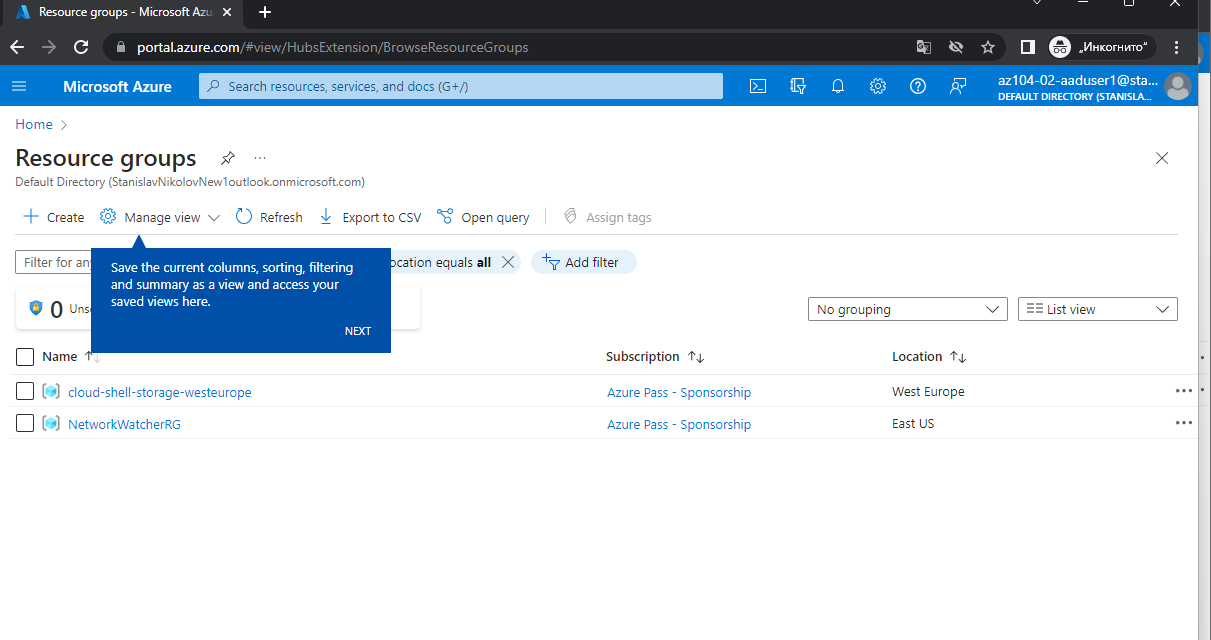 Resource groups - Microsoft Azu
portal.azure.com/#view/HubsExtension/BrowseResourceGroups
„Инкогнито“
Microsoft Azure
Search resources, services, and docs (G+/)
az104-02-aaduser1@sta...
DEFAULT DIRECTORY (STANISLA...
Home
Resource groups
Default Directory (StanislavNikolovNew1outlook.onmicrosoft.com)
Create Manage view Refresh Export to CSV Open query Assign tags
Filter for any
ocation equals all
Add filter
Save the current columns, sorting, filtering
and summary as a view and access your
saved views here.
NEXT
0 Unse
No grouping
List view
Name Subscription Location
cloud-shell-storage-westeurope Azure Pass - Sponsorship West Europe
NetworkWatcherRG Azure Pass - Sponsorship East US